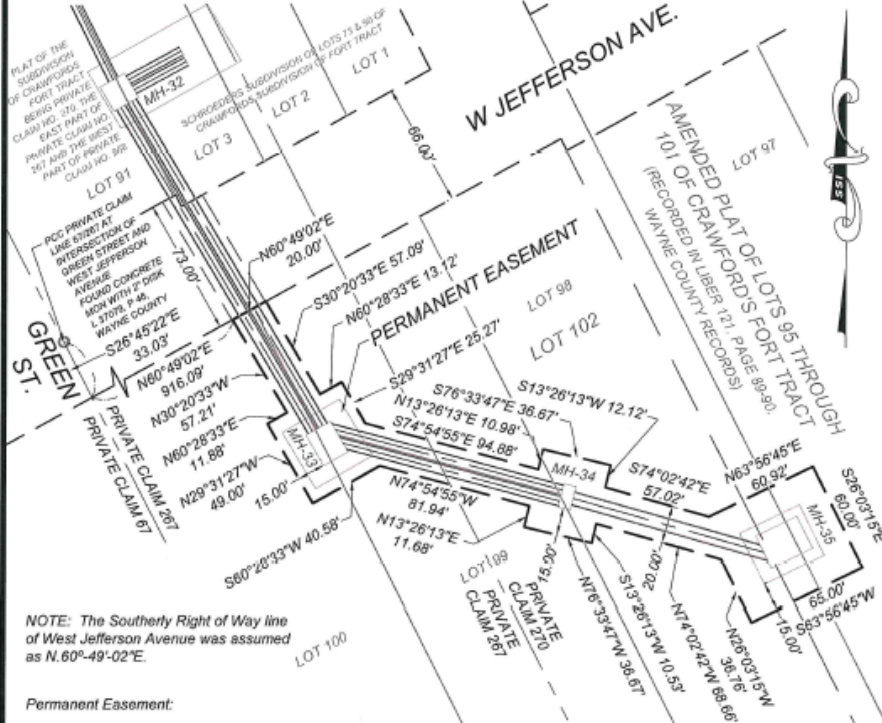 PLAT OF THE
SUBDIVISION
OF CRAWFORDS
FORT TRACT
BEING PRIVATE
CLAIM NO. 270, THE
EAST PART OF
PRIVATE CLAIM NO.
267 AND THE WEST
PART OF PRIVATE
CLAIM NO.
LOT 91
MH-32
SCHROEDERS SUBDIVISION OF LOTS 73 & 90 OF
CRAWFORDS SUBDIVISION OF FORT TRACT
LOT 3
LOT 2
LOT 1
66.00'
W JEFFERSON AVE.
AMENDED PLAT OF LOTS 95 THROUGH
101 OF CRAWFORD'S FORT TRACT
(RECORDED IN LIBER 121, PAGE 89-90,
WAYNE COUNTY RECORDS)
LOT 97
ISS
PCC PRIVATE CLAIM
LINE 67/267 AT
INTERSECTION OF
GREEN STREET AND
WEST JEFFERSON
AVENUE
FOUND CONCRETE
MON WITH 2" DISK
L.37079, P.46,
WAYNE COUNTY
73.00'
N60°49'02"E
20.00'
S30°20'33"E 57.09'
N60°28'33"E 13.12'
PERMANENT EASEMENT
S29°31'27"E 25.27'
LOT 98
LOT 102
GREEN
ST.
S26°45'22"E
33.03'
N60°49'02"E
916.09'
N30°20'33"W
57.21'
N60°28'33"E
11.88'
N29°31'27"W
49.00'
15.00'
MH-33
PRIVATE CLAIM 267
PRIVATE CLAIM 67
S76°33'47"E 36.67'
S13°26'13"W 12.12'
N13°26'13"E 10.98'
S74°54'55"E 94.88'
MH-34
S74°02'42"E
57.02'
N63°56'45"E
60.92'
S26°03'15"E
60.00'
MH-35
S60°28'33"W 40.58'
N74°54'55"W
81.94'
N13°26'13"E
11.68'
LOT 99
PRIVATE
CLAIM 267
PRIVATE
CLAIM 270
15.00'
N76°33'47"W 36.67'
S13°26'13"W 10.53'
20.00'
N74°02'42"W 68.66'
N26°03'15"W
36.76'
15.00'
65.00'
S63°56'45"W
LOT 100
NOTE: The Southerly Right of Way line
of West Jefferson Avenue was assumed
as N.60º-49'-02"E.
Permanent Easement: